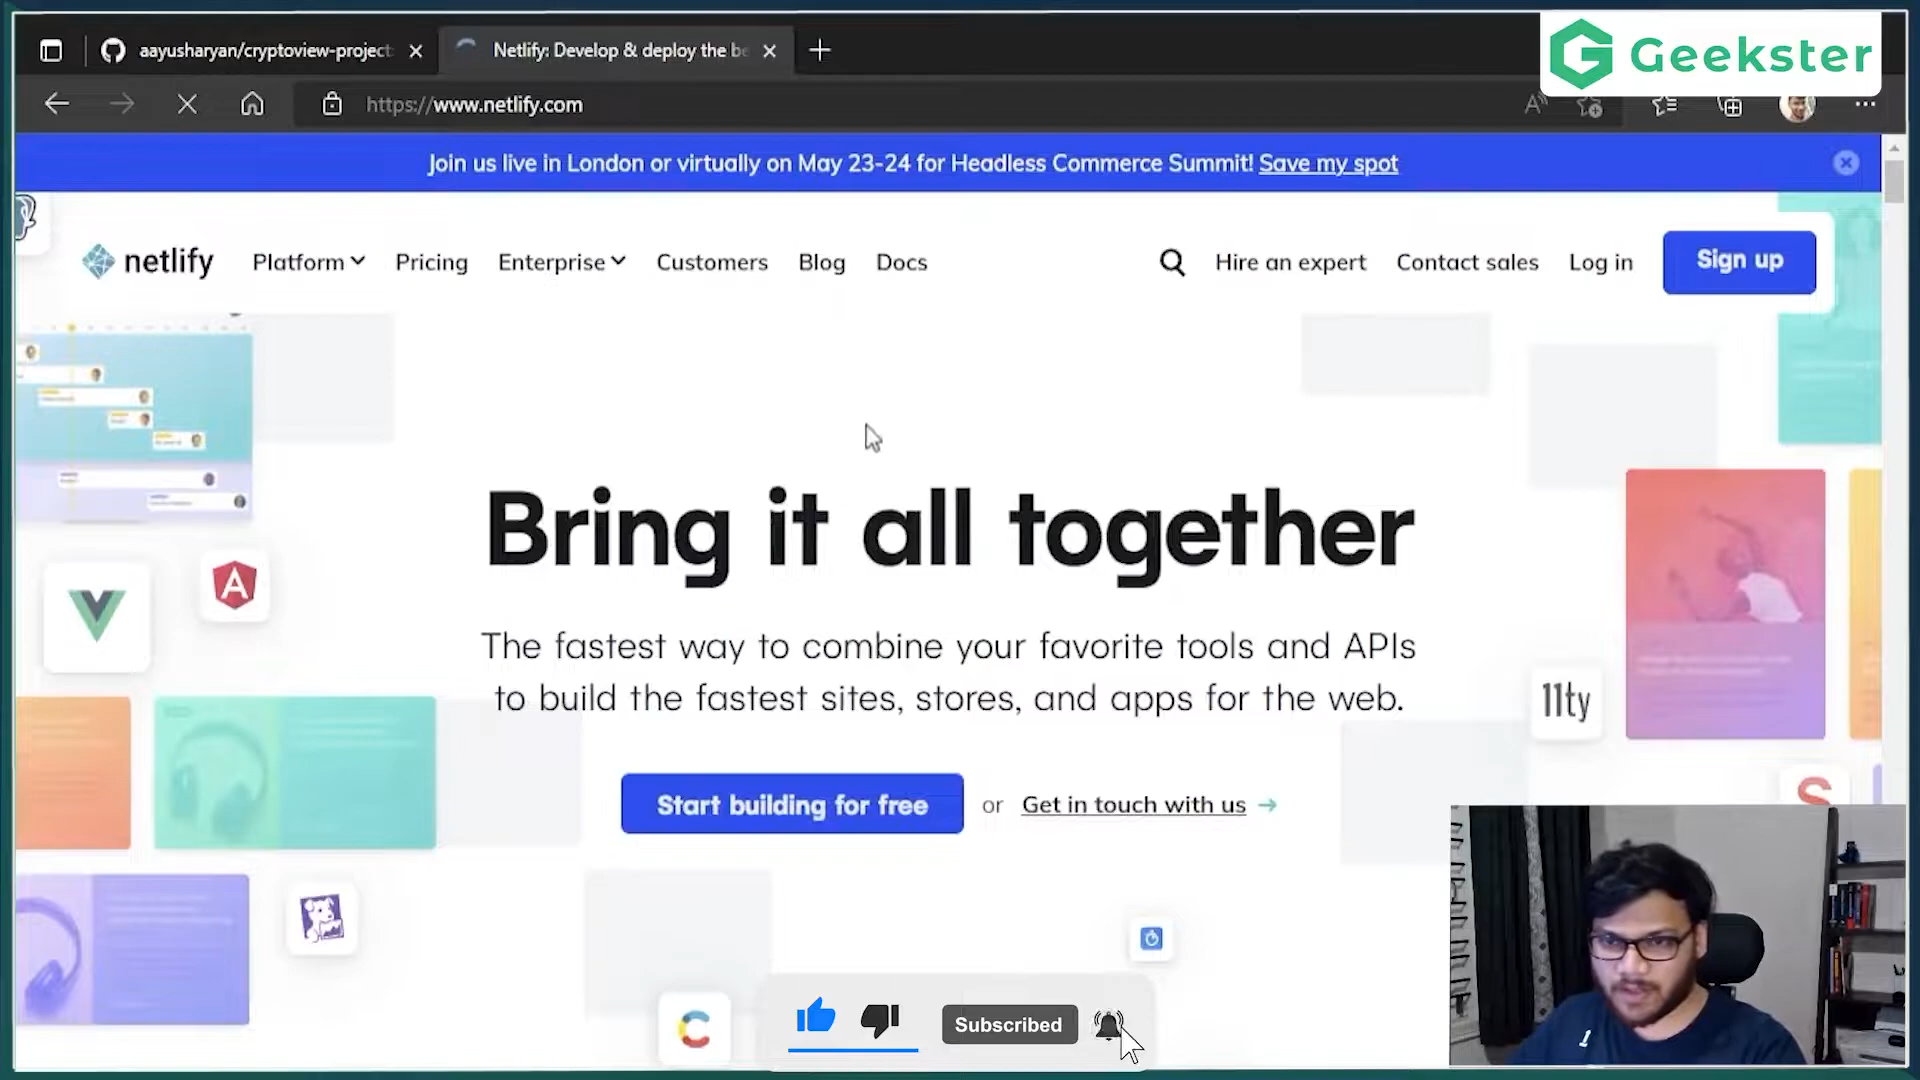 aayusharyan/cryptoview-project
Netlify: Develop & deploy the be
Geekster
https://www.netlify.com
Join us live in London or virtually on May 23-24 for Headless Commerce Summit! Save my spot
netlify
Platform
Pricing
Enterprise
Customers
Blog
Docs
Hire an expert
Contact sales
Log in
Sign up
Bring it all together
The fastest way to combine your favorite tools and APIs
to build the fastest sites, stores, and apps for the web.
11ty
Start building for free
or
Get in touch with us →
Subscribed